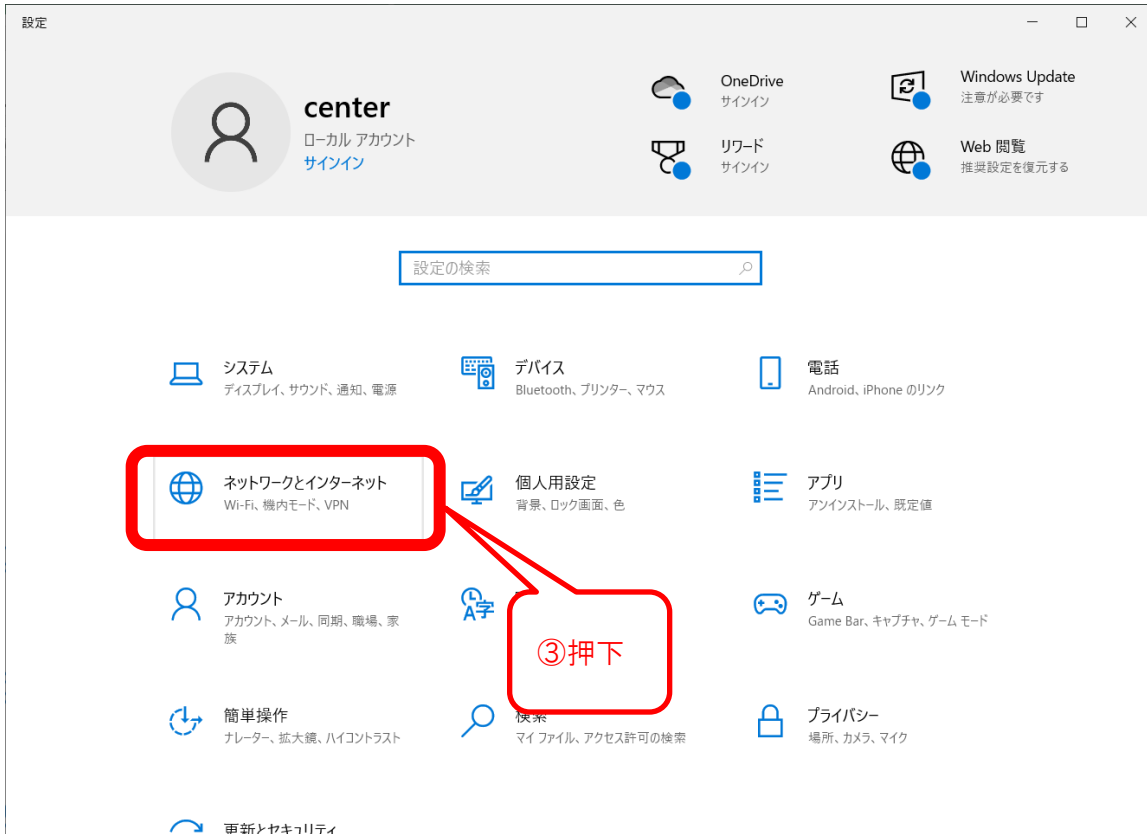 設定
center
ローカル アカウント
サインイン
OneDrive
サインイン
Windows Update
注意が必要です
リワード
サインイン
Web 閲覧
推奨設定を復元する
設定の検索
システム
ディスプレイ、サウンド、通知、電源
デバイス
Bluetooth、プリンター、マウス
電話
Android、iPhone のリンク
ネットワークとインターネット
Wi-Fi、機内モード、VPN
個人用設定
背景、ロック画面、色
アプリ
アンインストール、既定値
アカウント
アカウント、メール、同期、職場、家
族
ゲーム
Game Bar、キャプチャ、ゲーム モード
③押下
簡単操作
ナレーター、拡大鏡、ハイコントラスト
検索
マイ ファイル、アクセス許可の検索
プライバシー
場所、カメラ、マイク
更新とセキュリティ